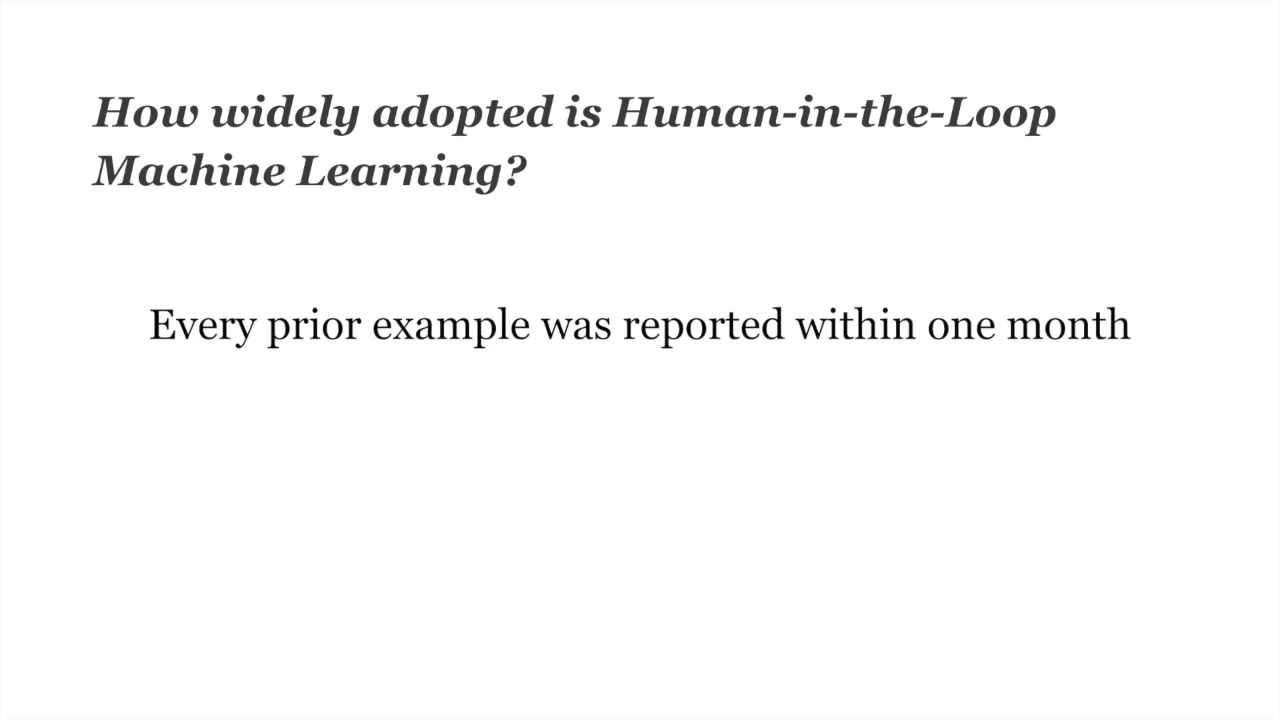 How widely adopted is Human-in-the-Loop
Machine Learning?
Every prior example was reported within one month